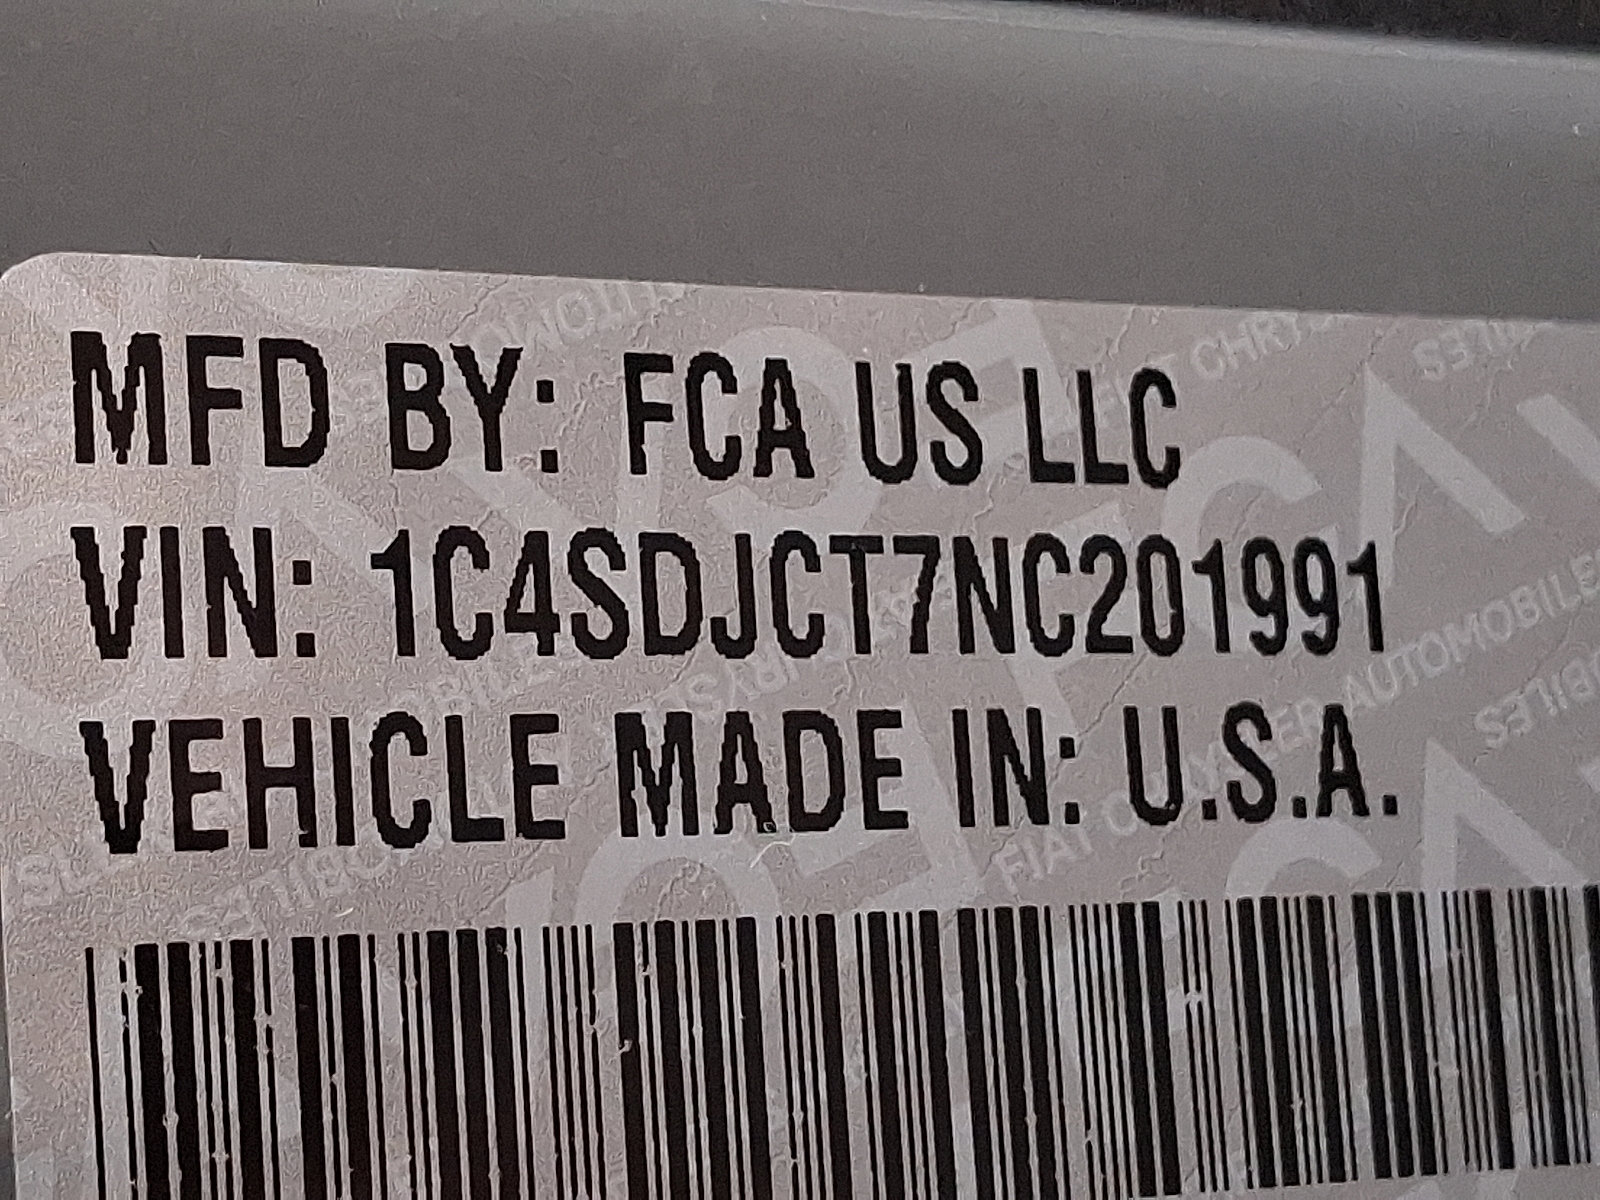 MFD BY: FCA US LLC
VIN: 1C4SDJCT7NC201991
VEHICLE MADE IN: U.S.A.